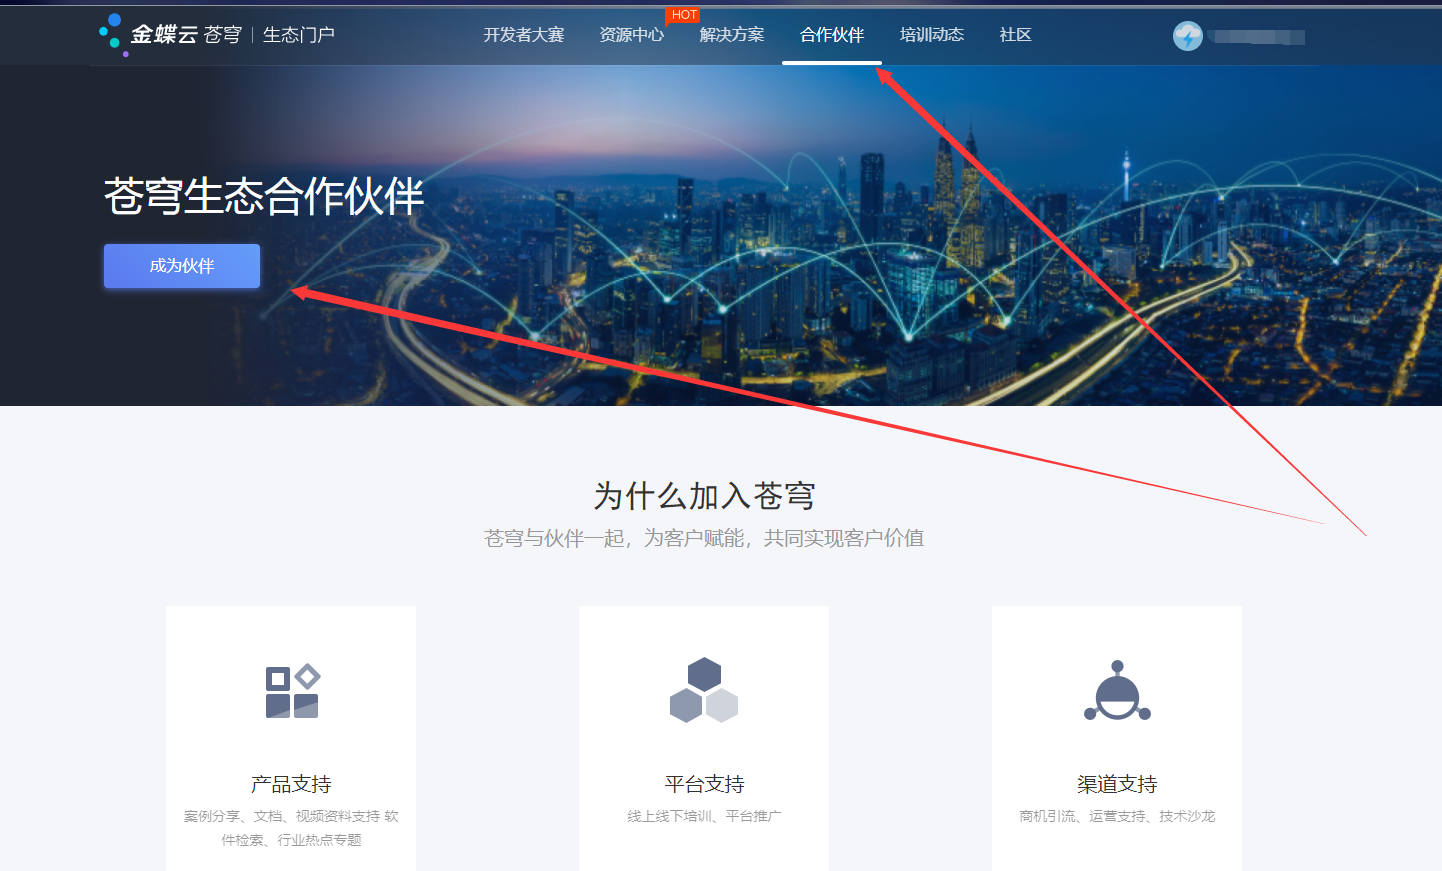 金蝶云 苍穹 | 生态门户
开发者大赛
资源中心
HOT
解决方案
合作伙伴
培训动态
社区
苍穹生态合作伙伴
成为伙伴
为什么加入苍穹
苍穹与伙伴一起，为客户赋能，共同实现客户价值
产品支持
案例分享、文档、视频资料支持 软
件检索、行业热点专题
平台支持
线上线下培训、平台推广
渠道支持
商机引流、运营支持、技术沙龙